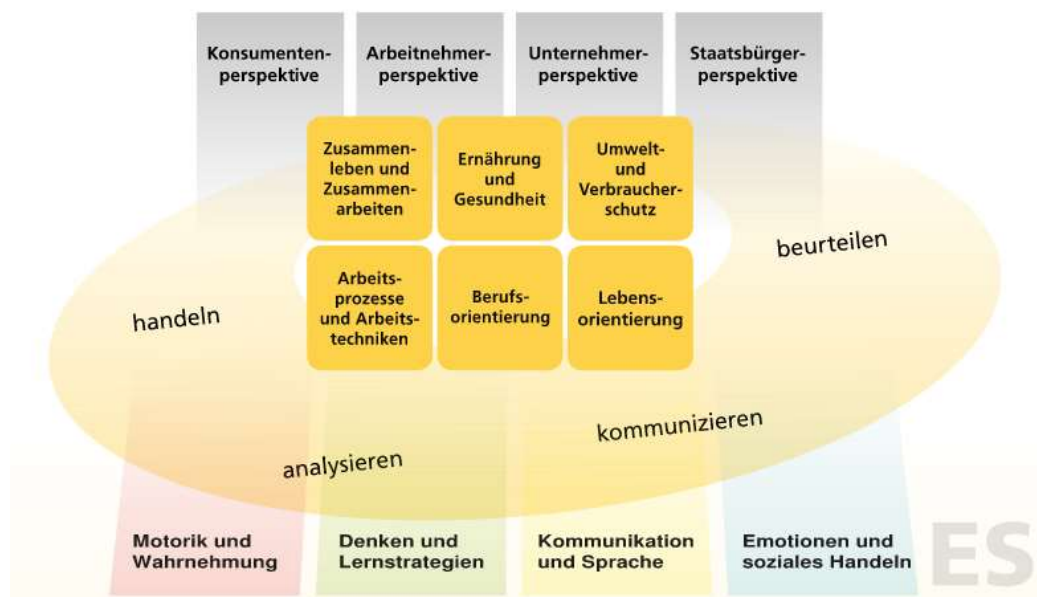 Konsumenten-
perspektive
Arbeitnehmer-
perspektive
Unternehmer-
perspektive
Staatsbürger-
perspektive
Zusammen-
leben und
Zusammen-
arbeiten
Ernährung
und
Gesundheit
Umwelt-
und
Verbraucher-
schutz
beurteilen
handeln
Arbeits-
prozesse
und Arbeits-
techniken
Berufs-
orientierung
Lebens-
orientierung
kommunizieren
analysieren
Motorik und
Wahrnehmung
Denken und
Lernstrategien
Kommunikation
und Sprache
Emotionen und
soziales Handeln
ES